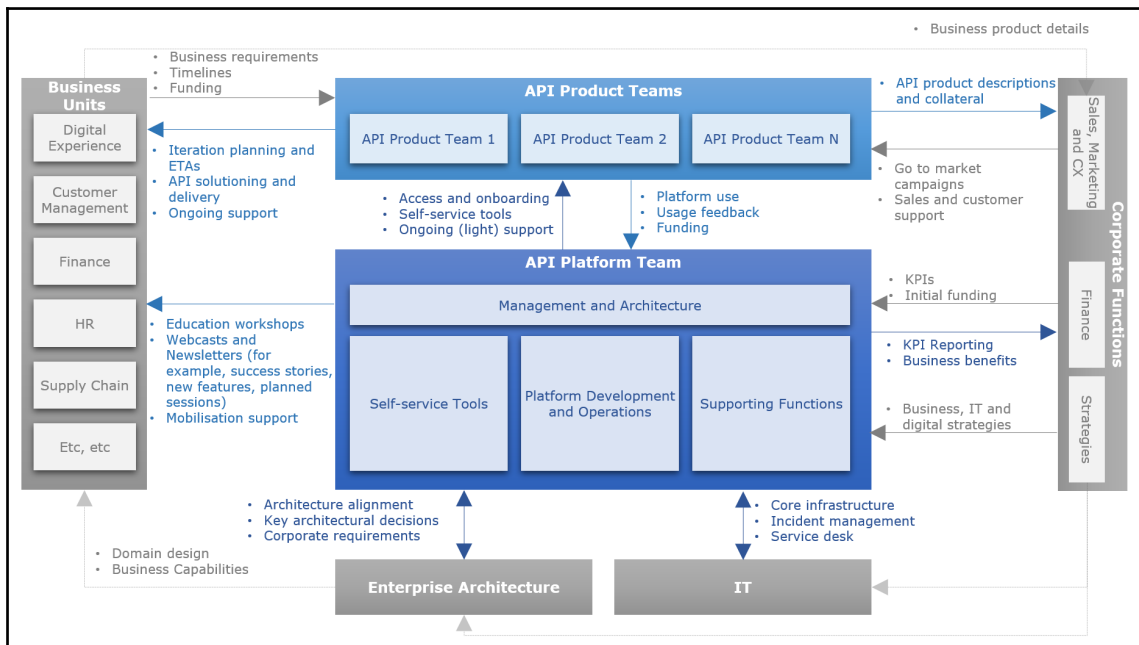 • Business product details
• Business requirements
• Timelines
• Funding
Business
Units
Digital
Experience
Customer
Management
Finance
HR
Supply Chain
Etc, etc
• Iteration planning and
ETAs
• API solutioning and
delivery
• Ongoing support
API Product Teams
API Product Team 1
API Product Team 2
API Product Team N
• API product descriptions
and collateral
• Go to market
campaigns
• Sales and customer
support
• Access and onboarding
• Self-service tools
• Ongoing (light) support
• Platform use
• Usage feedback
• Funding
API Platform Team
Management and Architecture
Self-service Tools
Platform Development
and Operations
Supporting Functions
• Education workshops
• Webcasts and
Newsletters (for
example, success stories,
new features, planned
sessions)
• Mobilisation support
• KPIs
• Initial funding
• KPI Reporting
• Business benefits
• Business, IT and
digital strategies
Corporate Functions
Sales, Marketing
and CX
Finance
Strategies
• Architecture alignment
• Key architectural decisions
• Corporate requirements
• Core infrastructure
• Incident management
• Service desk
• Domain design
• Business Capabilities
Enterprise Architecture
IT